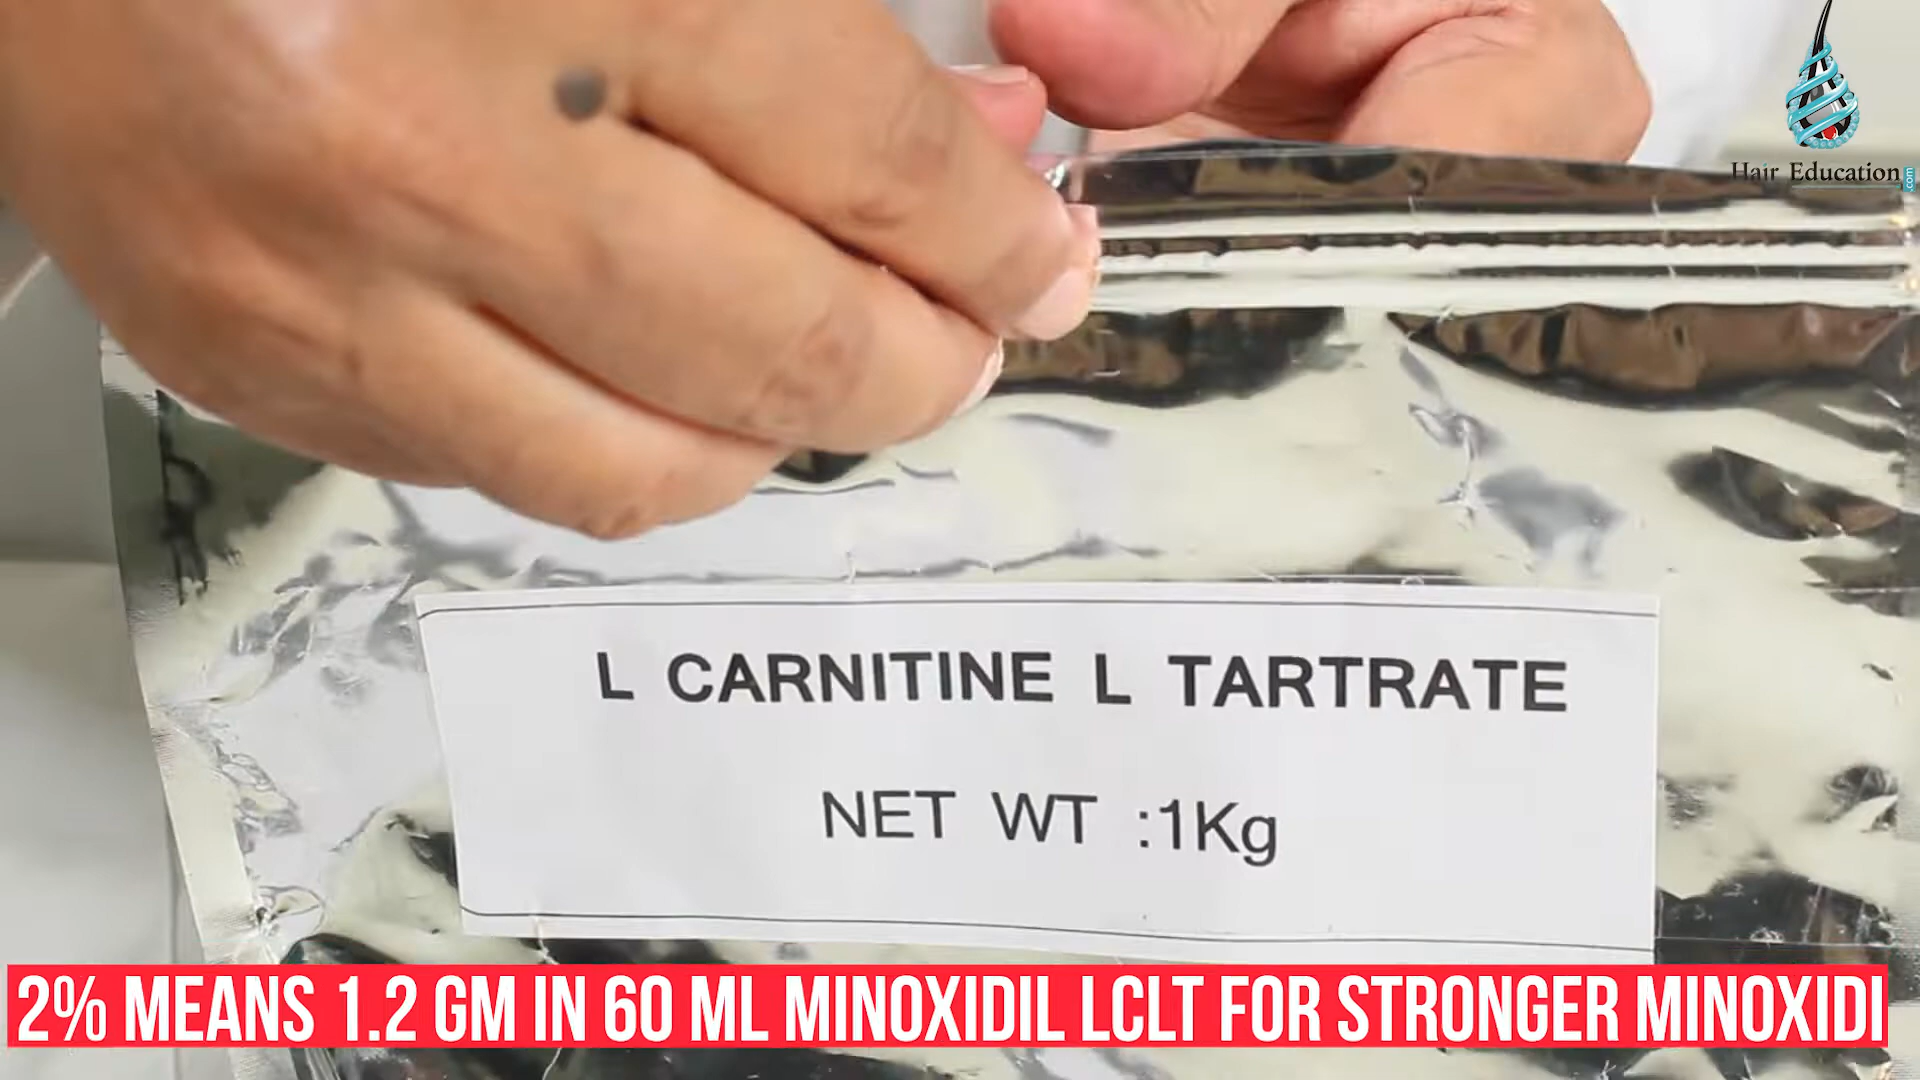 Hair Education
.com
L CARNITINE L TARTRATE
NET WT :1Kg
2% MEANS 1.2 GM IN 60 ML MINOXIDIL LCLT FOR STRONGER MINOXIDI